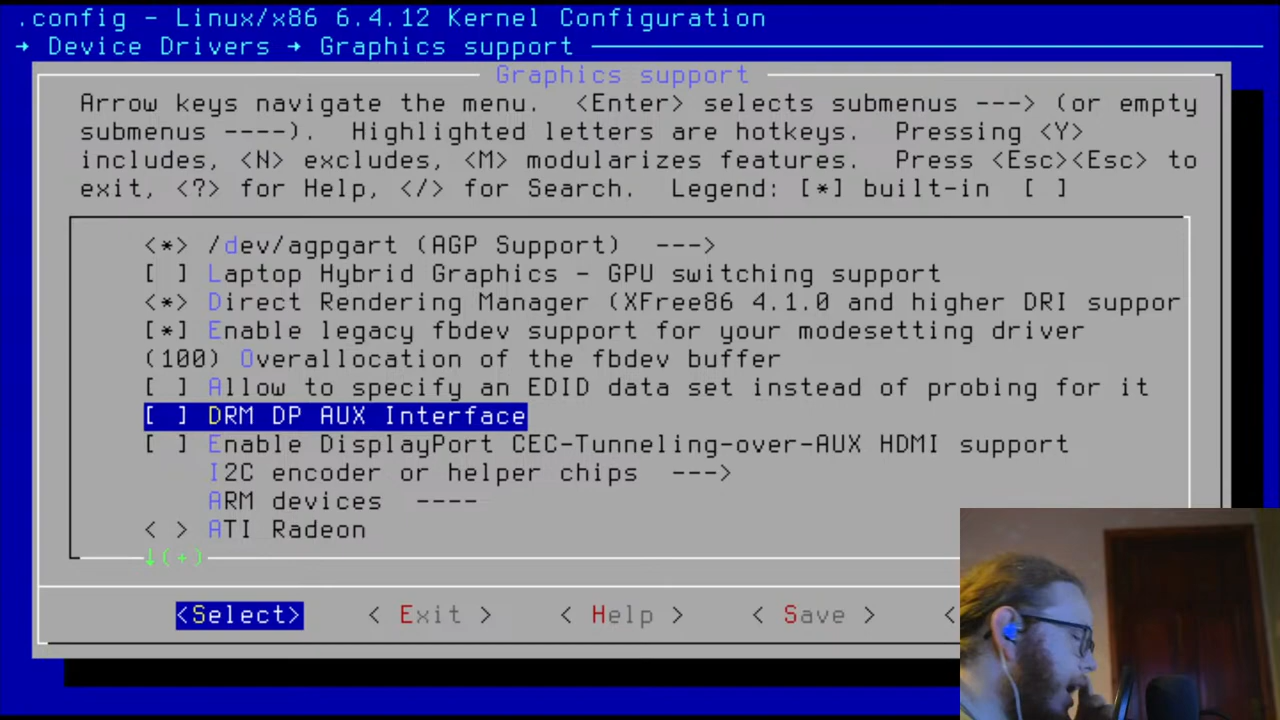 .config - Linux/x86 6.4.12 Kernel Configuration
→ Device Drivers → Graphics support
Graphics support
Arrow keys navigate the menu.  <Enter> selects submenus ---> (or empty
submenus ----).  Highlighted letters are hotkeys.  Pressing <Y>
includes, <N> excludes, <M> modularizes features.  Press <Esc><Esc> to
exit, <?> for Help, </> for Search.  Legend: [*] built-in  [ ]
<*> /dev/agpgart (AGP Support)  --->
[ ] Laptop Hybrid Graphics - GPU switching support
<*> Direct Rendering Manager (XFree86 4.1.0 and higher DRI suppor
[*] Enable legacy fbdev support for your modesetting driver
(100) Overallocation of the fbdev buffer
[ ] Allow to specify an EDID data set instead of probing for it
[ ] DRM DP AUX Interface
[ ] Enable DisplayPort CEC-Tunneling-over-AUX HDMI support
I2C encoder or helper chips  --->
ARM devices  ----
< > ATI Radeon
↓(+)
<Select>    < Exit >    < Help >    < Save >    <